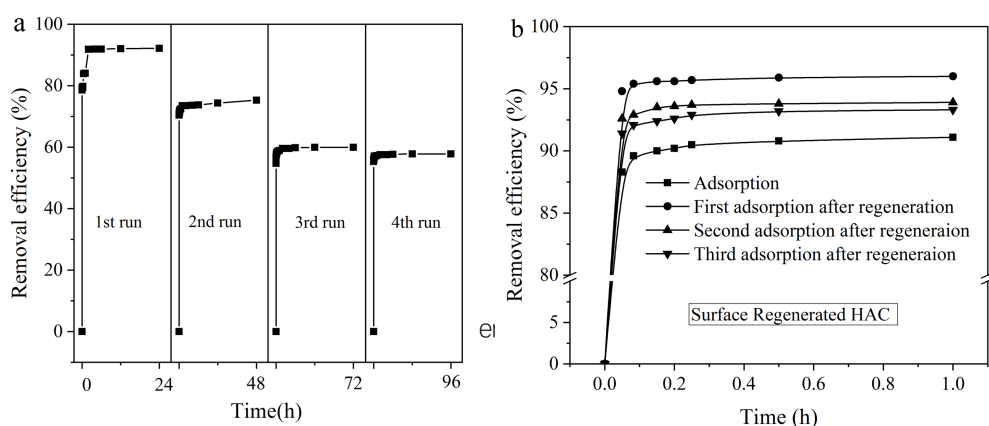 a
Removal efficiency (%)
100
80
60
40
20
0
1st run
2nd run
3rd run
4th run
0
24
48
72
96
Time(h)
b
Removal efficiency (%)
100
95
90
85
80
5
0
Adsorption
First adsorption after regeneration
Second adsorption after regeneraion
Third adsorption after regeneraion
Surface Regenerated HAC
0.0
0.2
0.4
0.6
0.8
1.0
Time (h)